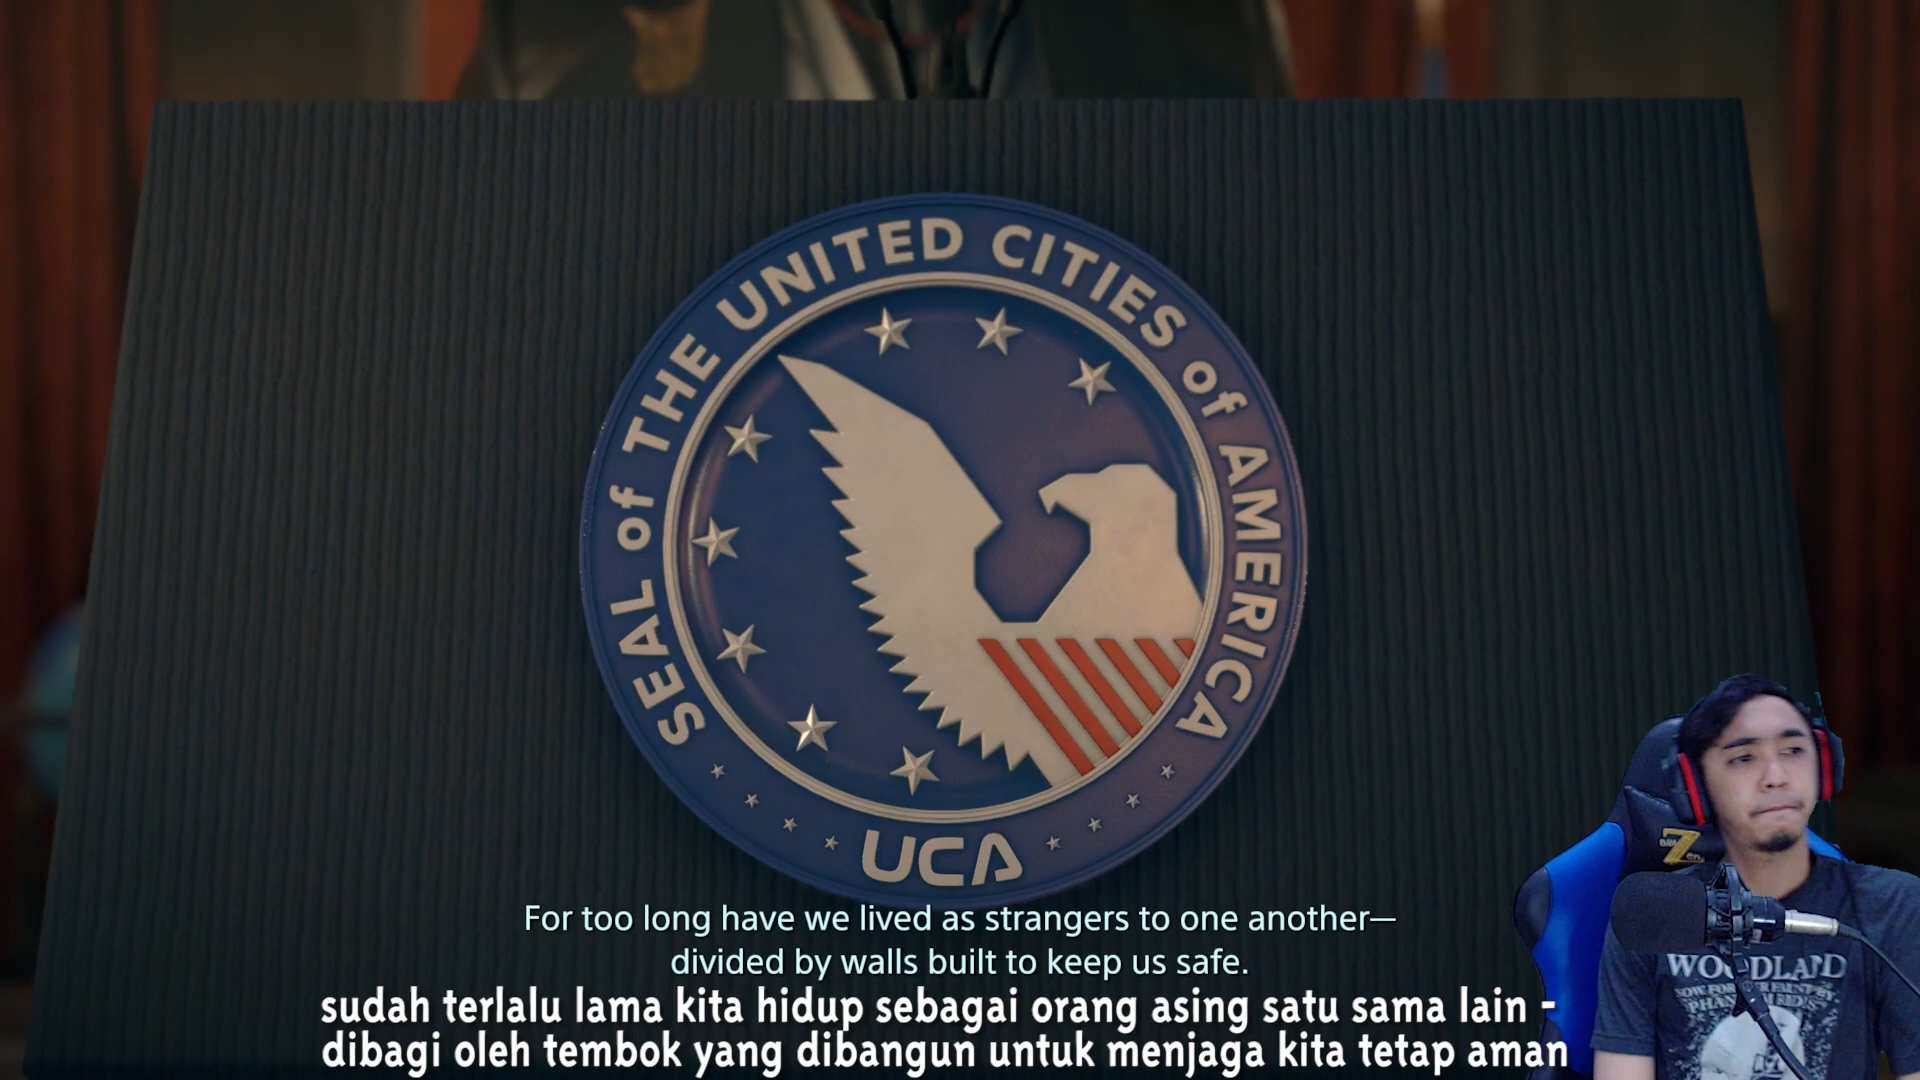 SEAL of THE UNITED CITIES of AMERICA
UCA
For too long have we lived as strangers to one another—
divided by walls built to keep us safe.
sudah terlalu lama kita hidup sebagai orang asing satu sama lain -
dibagi oleh tembok yang dibangun untuk menjaga kita tetap aman
Z
WOODLAND